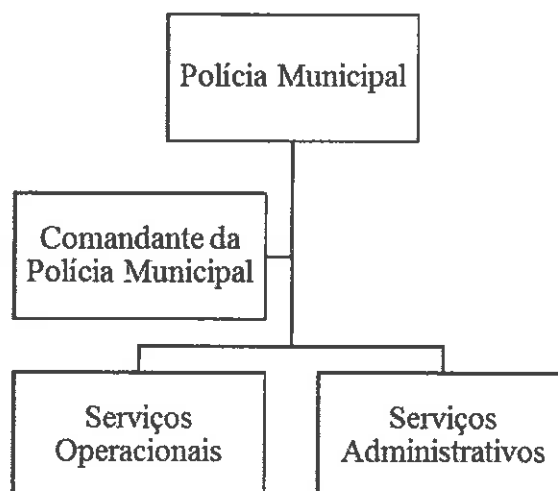 Polícia Municipal
Comandante da
Polícia Municipal
Serviços
Operacionais
Serviços
Administrativos